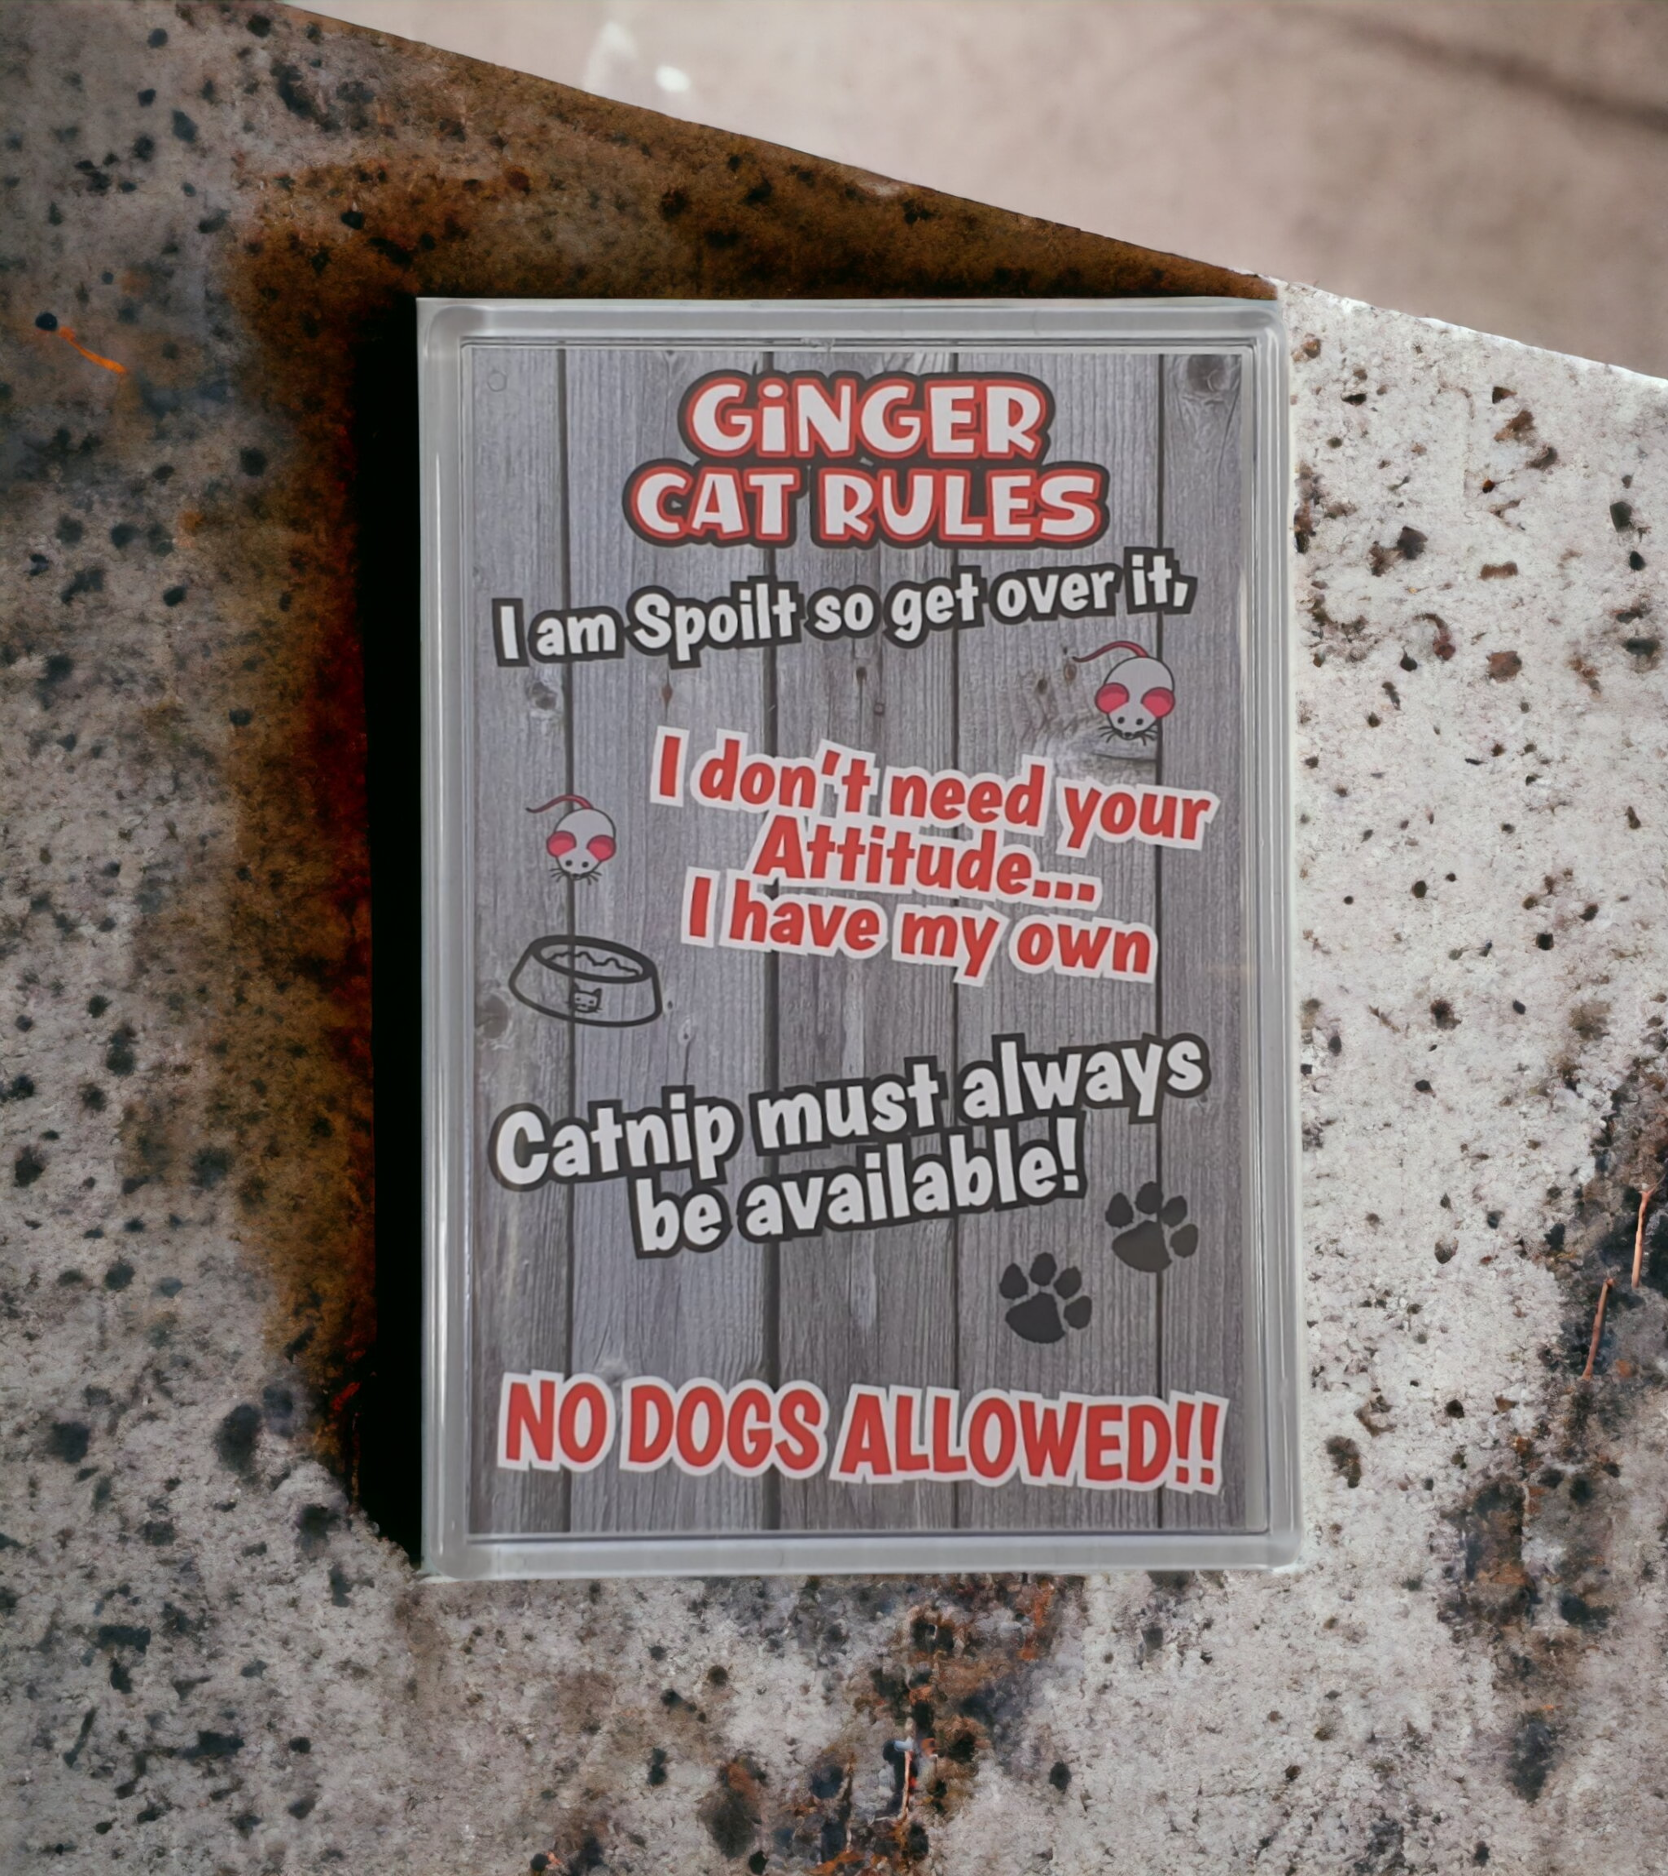 GiNGER
CAT RULES
I am Spoilt so get over it,
I don't need your
Attitude...
I have my own
Catnip must always
be available!
NO DOGS ALLOWED!!